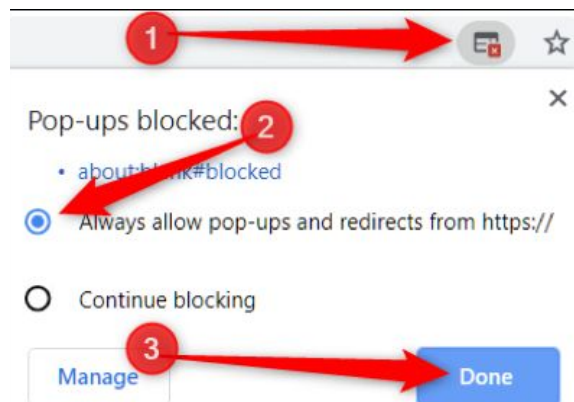 1
Pop-ups blocked:
2
• about:blank#blocked
Always allow pop-ups and redirects from https://
Continue blocking
3
Manage
Done